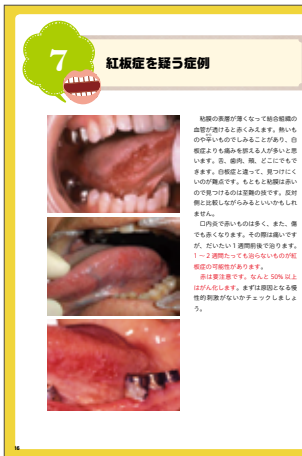 7
紅板症を疑う症例
粘膜の表層が薄くなって結合組織の
血管が透けると赤くみえます。熱いも
のや辛いものでしみることがあり、白
板症よりも痛みを訴える人が多いと思
います。舌、歯肉、頰、どこにでもで
きます。白板症と違って、見つけにく
いのが難点です。もともと粘膜は赤い
ので見つけるのは至難の技です。反対
側と比較しながらみるといいかもしれ
ません。
口内炎で赤いものは多く、また、傷
でも赤くなります。その際は痛いです
が、だいたい1週間前後で治ります。
1〜2週間たっても治らないものが紅
板症の可能性があります。
赤は要注意です。なんと50%以上
はがん化します。まずは原因となる慢
性的刺激がないかチェックしましょ
う。
16